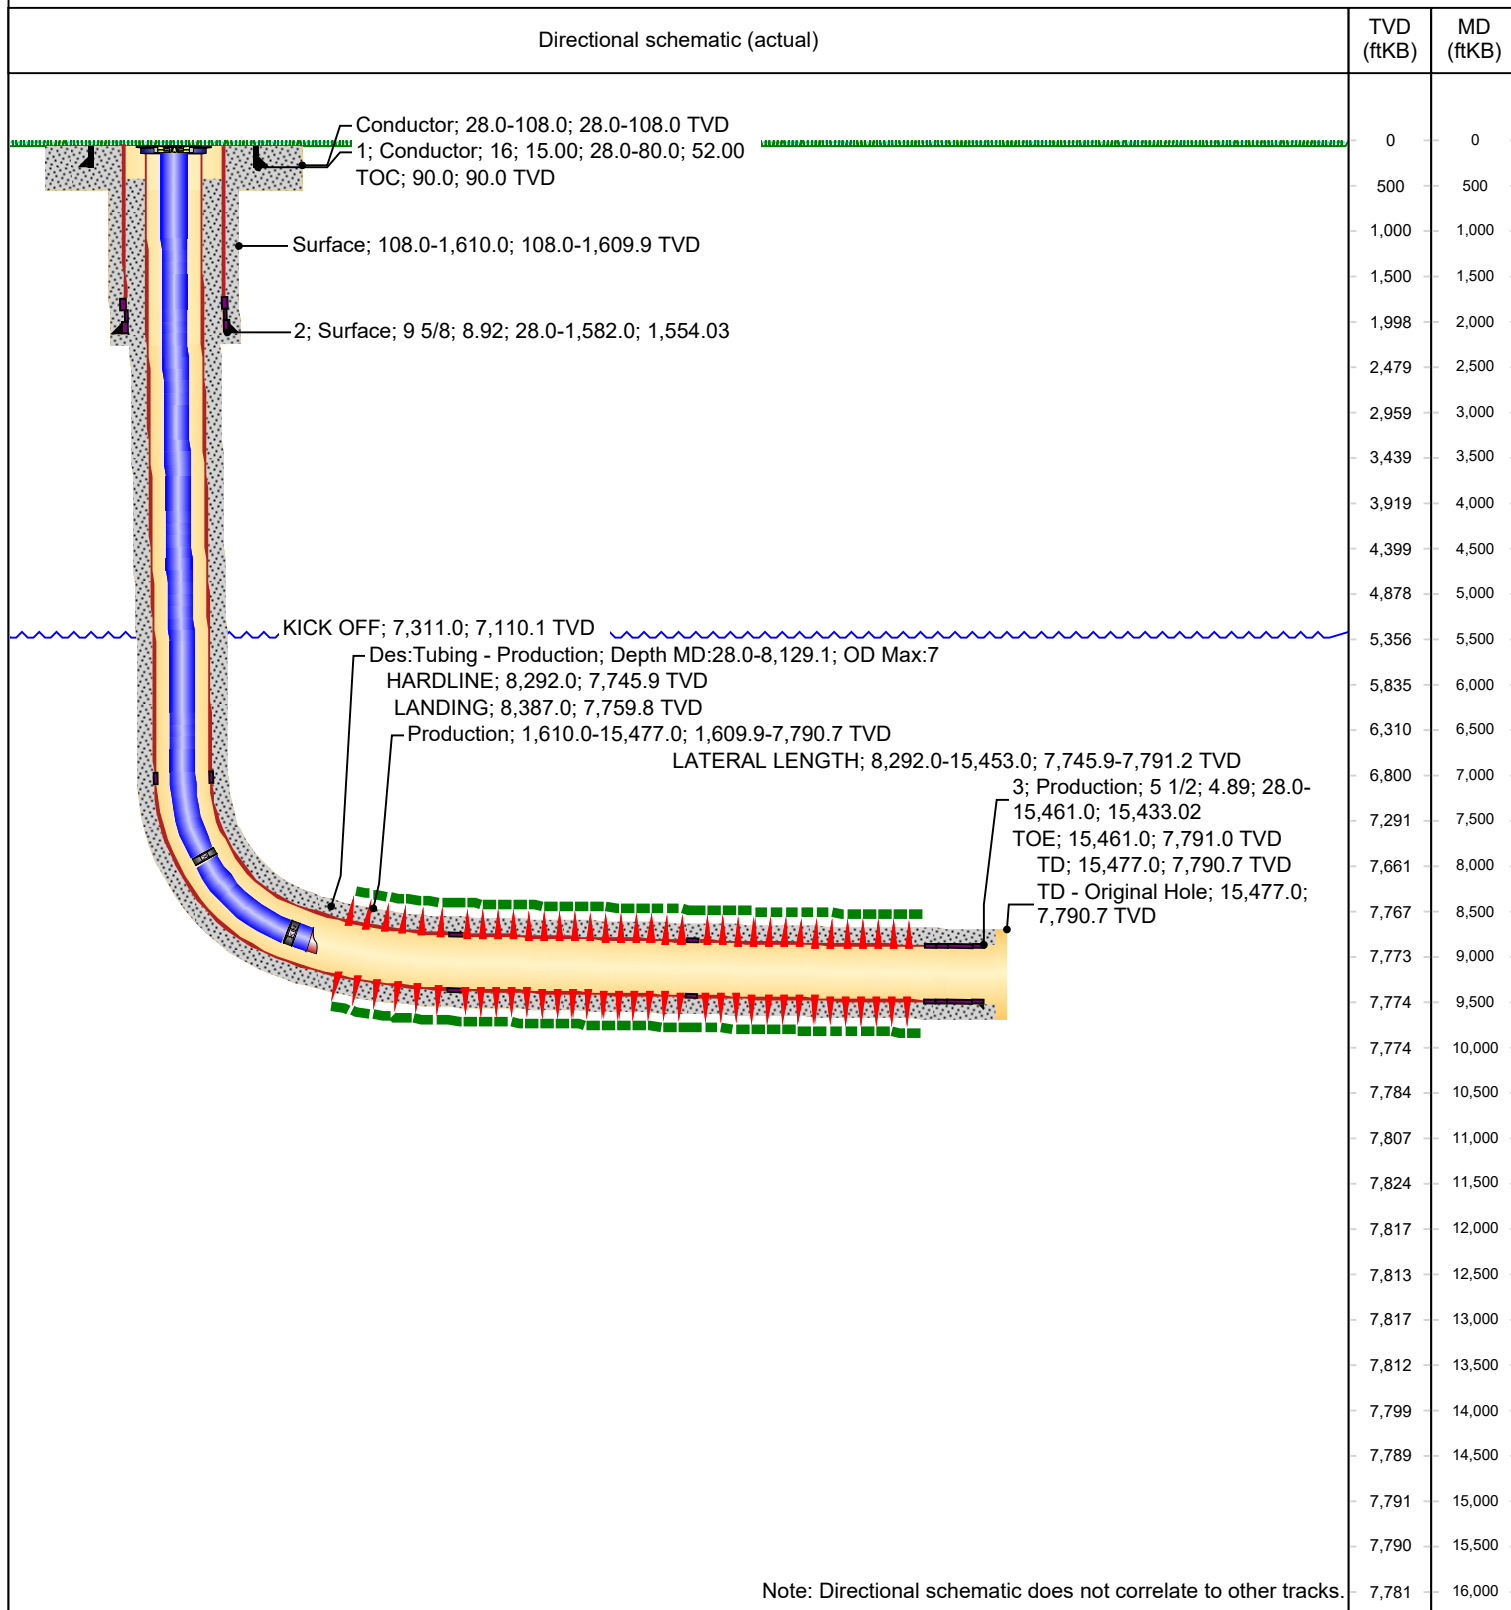 Directional schematic (actual)
TVD (ftKB)
MD (ftKB)
Conductor; 28.0-108.0; 28.0-108.0 TVD
1; Conductor; 16; 15.00; 28.0-80.0; 52.00
TOC; 90.0; 90.0 TVD
Surface; 108.0-1,610.0; 108.0-1,609.9 TVD
2; Surface; 9 5/8; 8.92; 28.0-1,582.0; 1,554.03
KICK OFF; 7,311.0; 7,110.1 TVD
Des:Tubing - Production; Depth MD:28.0-8,129.1; OD Max:7
HARDLINE; 8,292.0; 7,745.9 TVD
LANDING; 8,387.0; 7,759.8 TVD
Production; 1,610.0-15,477.0; 1,609.9-7,790.7 TVD
LATERAL LENGTH; 8,292.0-15,453.0; 7,745.9-7,791.2 TVD
3; Production; 5 1/2; 4.89; 28.0-
15,461.0; 15,433.02
TOE; 15,461.0; 7,791.0 TVD
TD; 15,477.0; 7,790.7 TVD
TD - Original Hole; 15,477.0;
7,790.7 TVD
0 0
500 500
1,000 1,000
1,500 1,500
1,998 2,000
2,479 2,500
2,959 3,000
3,439 3,500
3,919 4,000
4,399 4,500
4,878 5,000
5,356 5,500
5,835 6,000
6,310 6,500
6,800 7,000
7,291 7,500
7,661 8,000
7,767 8,500
7,773 9,000
7,774 9,500
7,774 10,000
7,784 10,500
7,807 11,000
7,824 11,500
7,817 12,000
7,813 12,500
7,817 13,000
7,812 13,500
7,799 14,000
7,789 14,500
7,791 15,000
7,790 15,500
7,781 16,000
Note: Directional schematic does not correlate to other tracks.